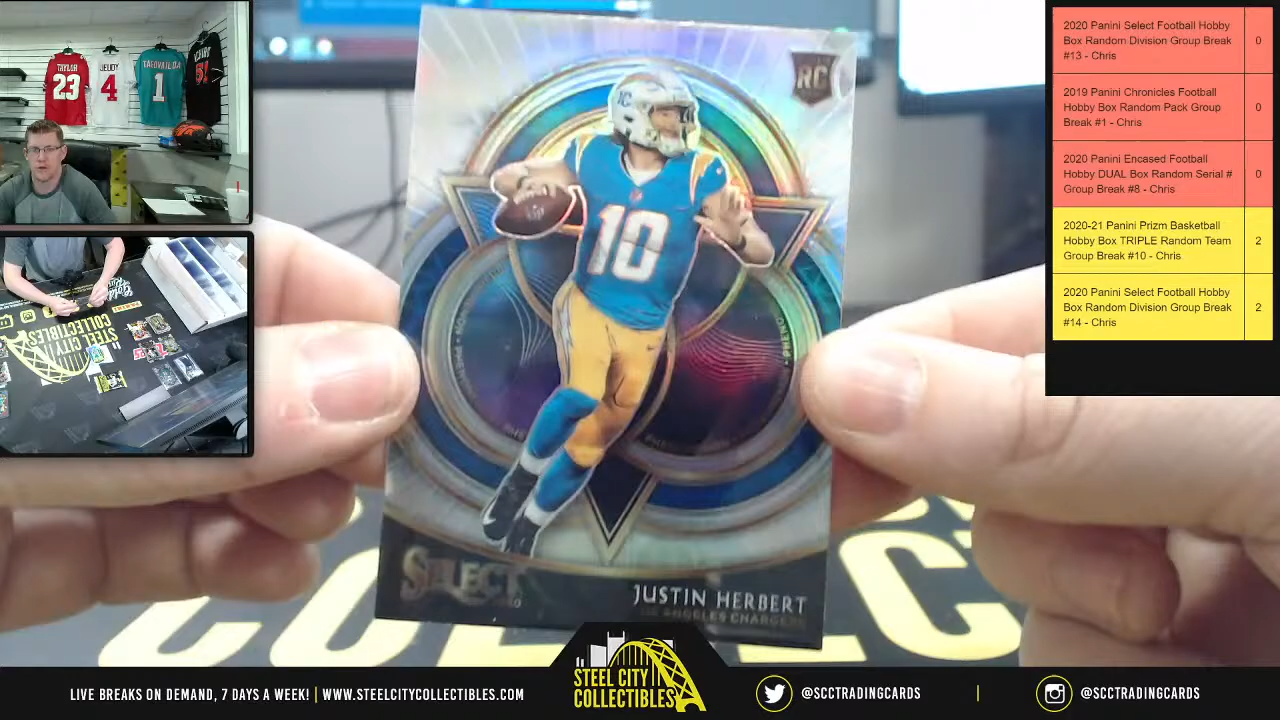 TAYLOR
23
JEUDY
4
TAGOVAILOA
1
51
STEEL CITY
COLLECTIBLES
RC
10
SELECT
JUSTIN HERBERT
LOS ANGELES CHARGERS
2020 Panini Select Football Hobby
Box Random Division Group Break
#13 - Chris
0
2019 Panini Chronicles Football
Hobby Box Random Pack Group
Break #1 - Chris
0
2020 Panini Encased Football
Hobby DUAL Box Random Serial #
Group Break #8 - Chris
0
2020-21 Panini Prizm Basketball
Hobby Box TRIPLE Random Team
Group Break #10 - Chris
2
2020 Panini Select Football Hobby
Box Random Division Group Break
#14 - Chris
2
LIVE BREAKS ON DEMAND, 7 DAYS A WEEK! | WWW.STEELCITYCOLLECTIBLES.COM
STEEL CITY
COLLECTIBLES
@SCCTRADINGCARDS
@SCCTRADINGCARDS